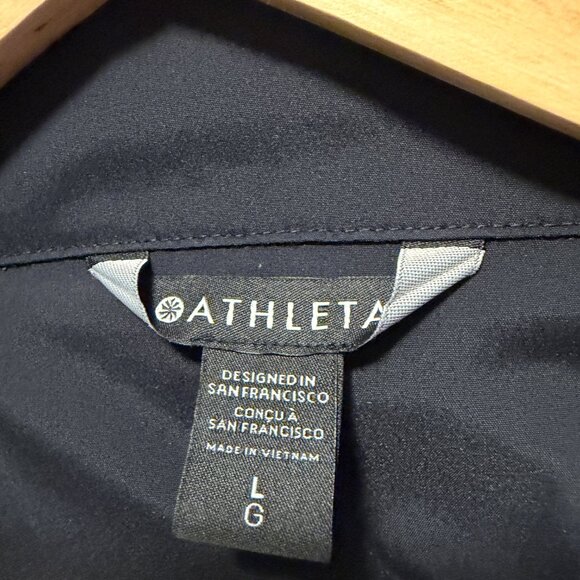 ATHLETA
DESIGNED IN
SAN FRANCISCO
CONÇU À
SAN FRANCISCO
MADE IN VIETNAM
L
G